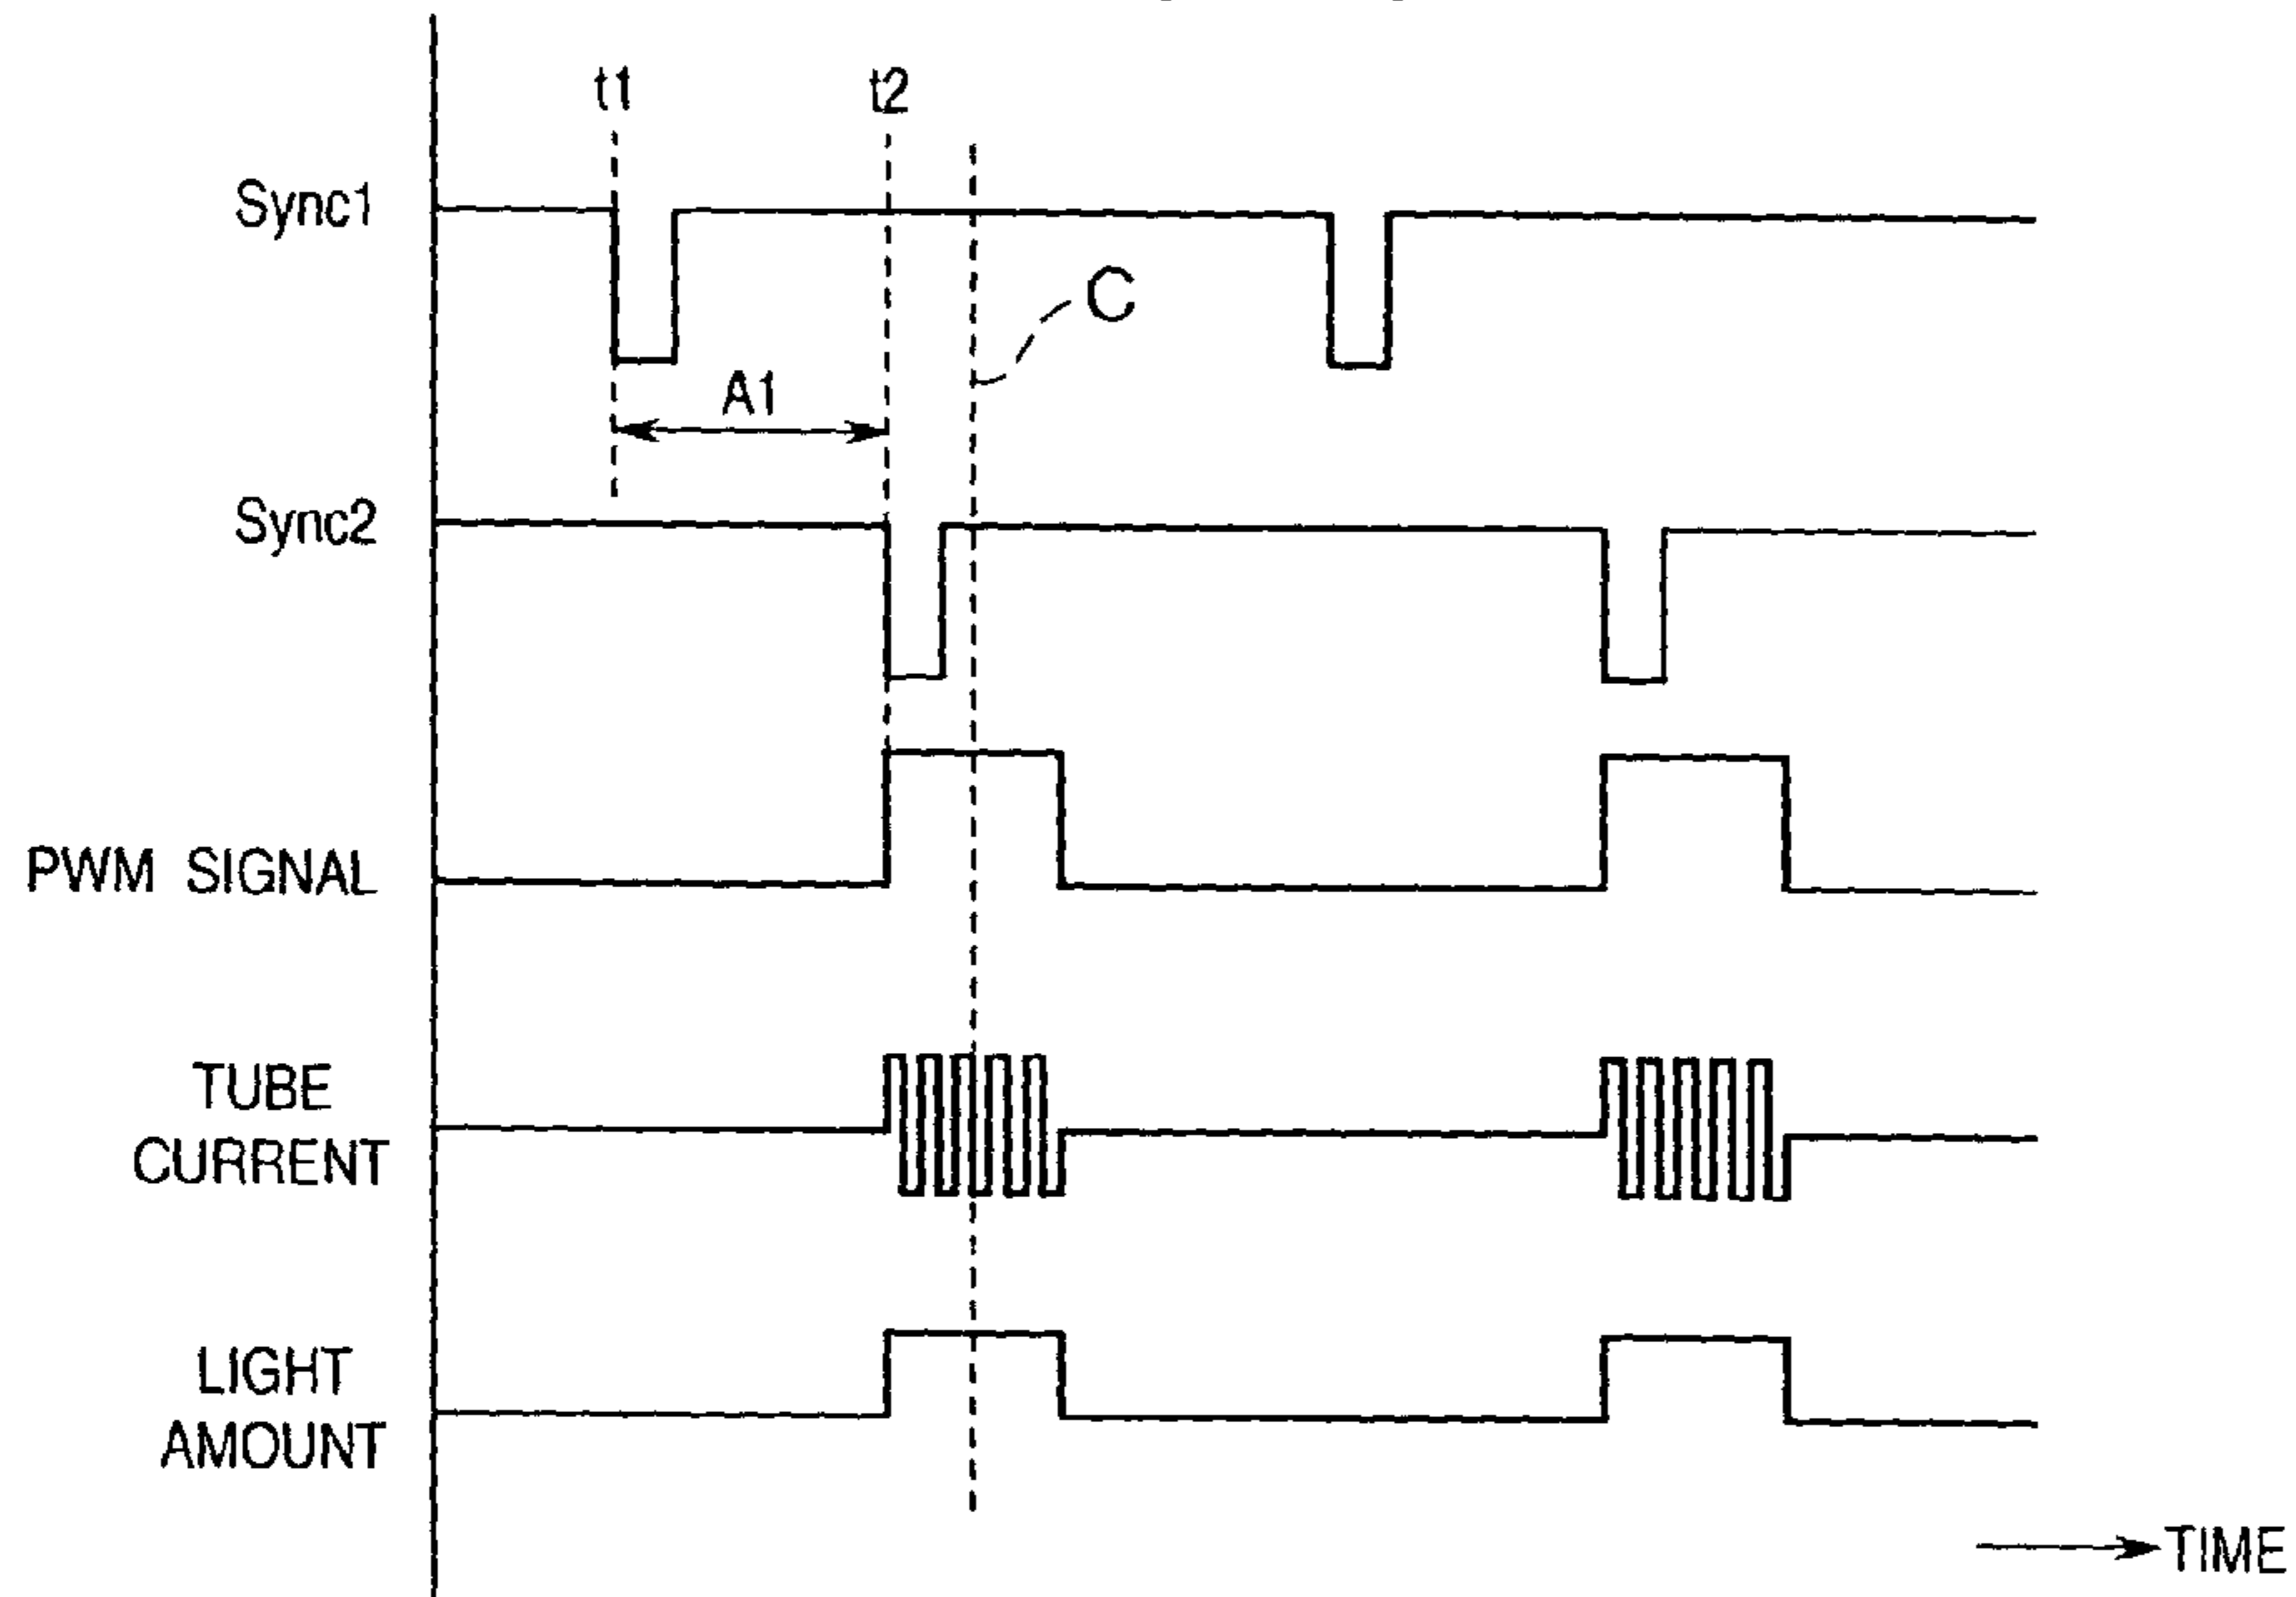 t1 t2
Sync1
C
A1
Sync2
PWM SIGNAL
TUBE
CURRENT
LIGHT
AMOUNT
TIME